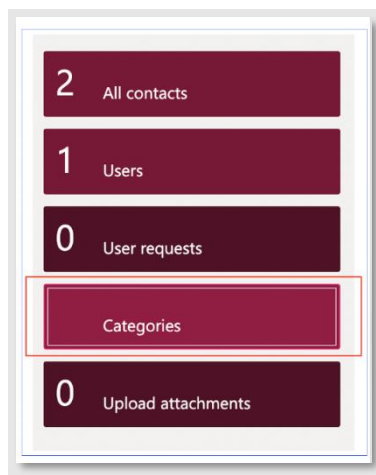 2 All contacts
1 Users
0 User requests
Categories
0 Upload attachments